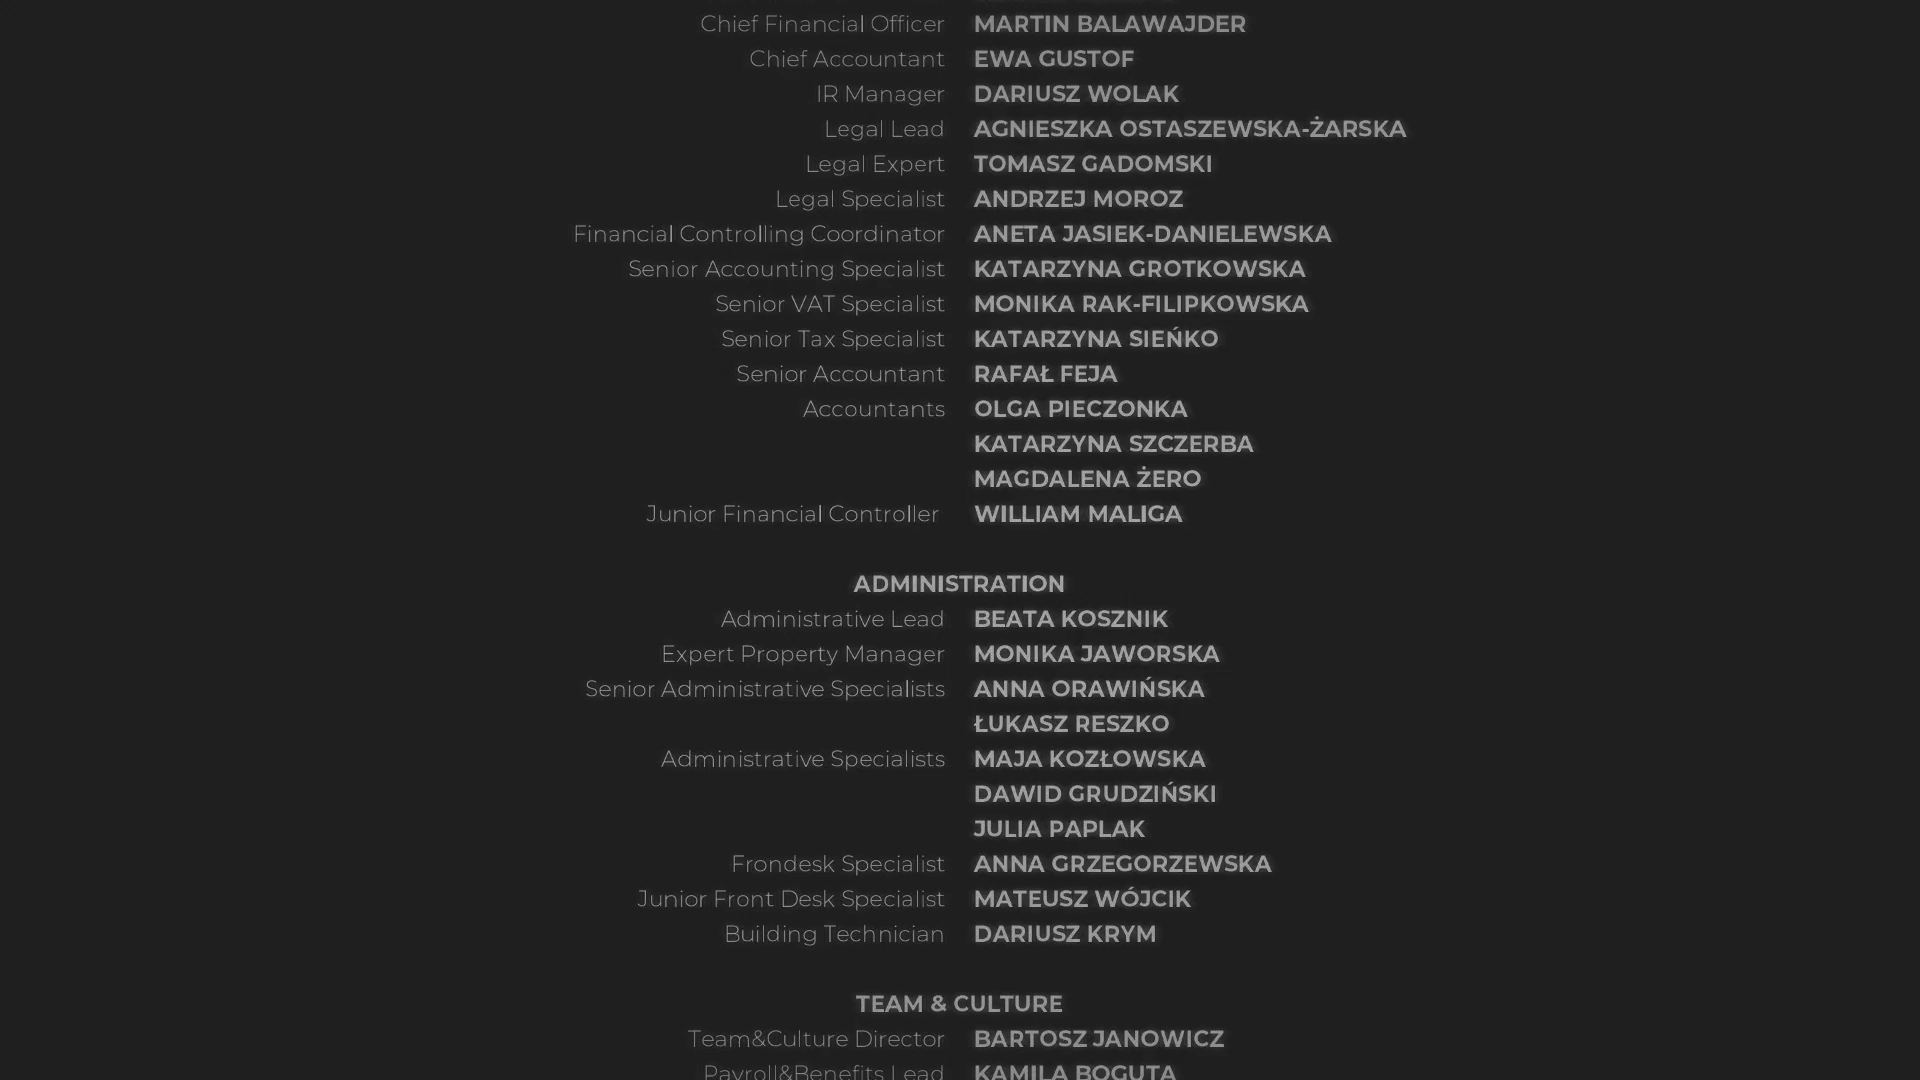 Chief Financial Officer MARTIN BALAWAJDER
Chief Accountant EWA GUSTOF
IR Manager DARIUSZ WOLAK
Legal Lead AGNIESZKA OSTASZEWSKA-ŻARSKA
Legal Expert TOMASZ GADOMSKI
Legal Specialist ANDRZEJ MOROZ
Financial Controlling Coordinator ANETA JASIEK-DANIELEWSKA
Senior Accounting Specialist KATARZYNA GROTKOWSKA
Senior VAT Specialist MONIKA RAK-FILIPKOWSKA
Senior Tax Specialist KATARZYNA SIEŃKO
Senior Accountant RAFAŁ FEJA
Accountants OLGA PIECZONKA
KATARZYNA SZCZERBA
MAGDALENA ŻERO
Junior Financial Controller WILLIAM MALIGA
ADMINISTRATION
Administrative Lead BEATA KOSZNIK
Expert Property Manager MONIKA JAWORSKA
Senior Administrative Specialists ANNA ORAWIŃSKA
ŁUKASZ RESZKO
Administrative Specialists MAJA KOZŁOWSKA
DAWID GRUDZIŃSKI
JULIA PAPLAK
Frondesk Specialist ANNA GRZEGORZEWSKA
Junior Front Desk Specialist MATEUSZ WÓJCIK
Building Technician DARIUSZ KRYM
TEAM & CULTURE
Team&Culture Director BARTOSZ JANOWICZ
Payroll&Benefits Lead KAMILA BOGUTA